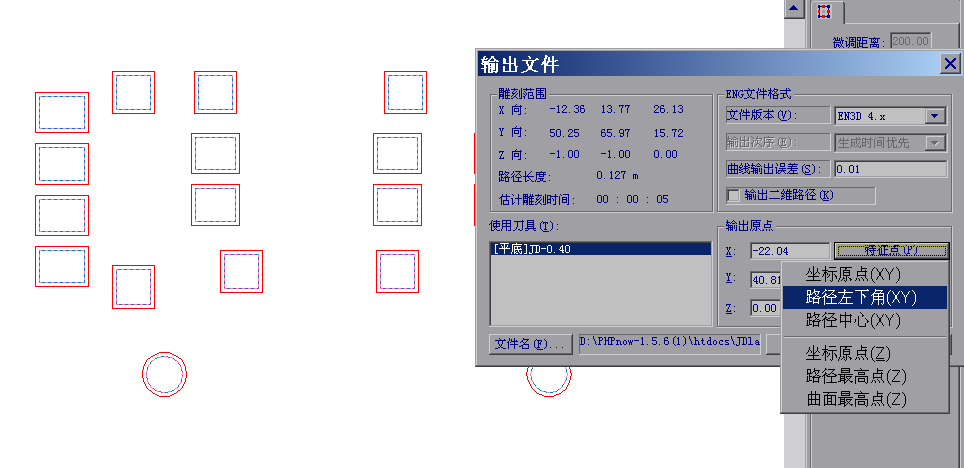 微调距离: 200.00
输出文件
雕刻范围
X 向: -12.36 13.77 26.13
Y 向: 50.25 65.97 15.72
Z 向: -1.00 -1.00 0.00
路径长度: 0.127 m
估计雕刻时间: 00 : 00 : 05
ENG文件格式
文件版本(V): EN3D 4.x
输出次序(E): 生成时间优先
曲线输出误差(S): 0.01
输出二维路径(K)
使用刀具(T):
[平底]JD-0.40
输出原点
X: -22.04 特征点(P)
Y: 40.81
Z: 0.00
坐标原点(XY)
路径左下角(XY)
路径中心(XY)
坐标原点(Z)
路径最高点(Z)
曲面最高点(Z)
文件名(F)... D:\PHPnow-1.5.6(1)\htdocs\JDla